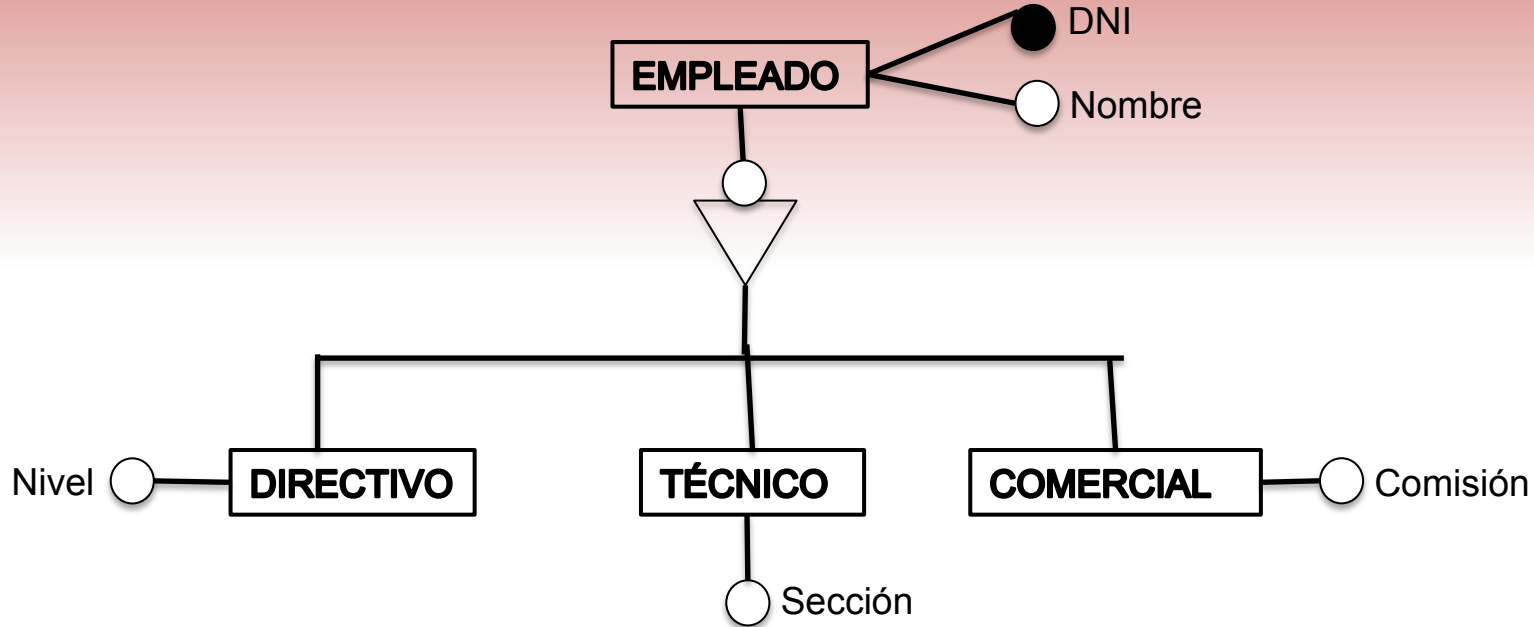 DNI
EMPLEADO
Nombre
Nivel
DIRECTIVO
TÉCNICO
COMERCIAL
Comisión
Sección